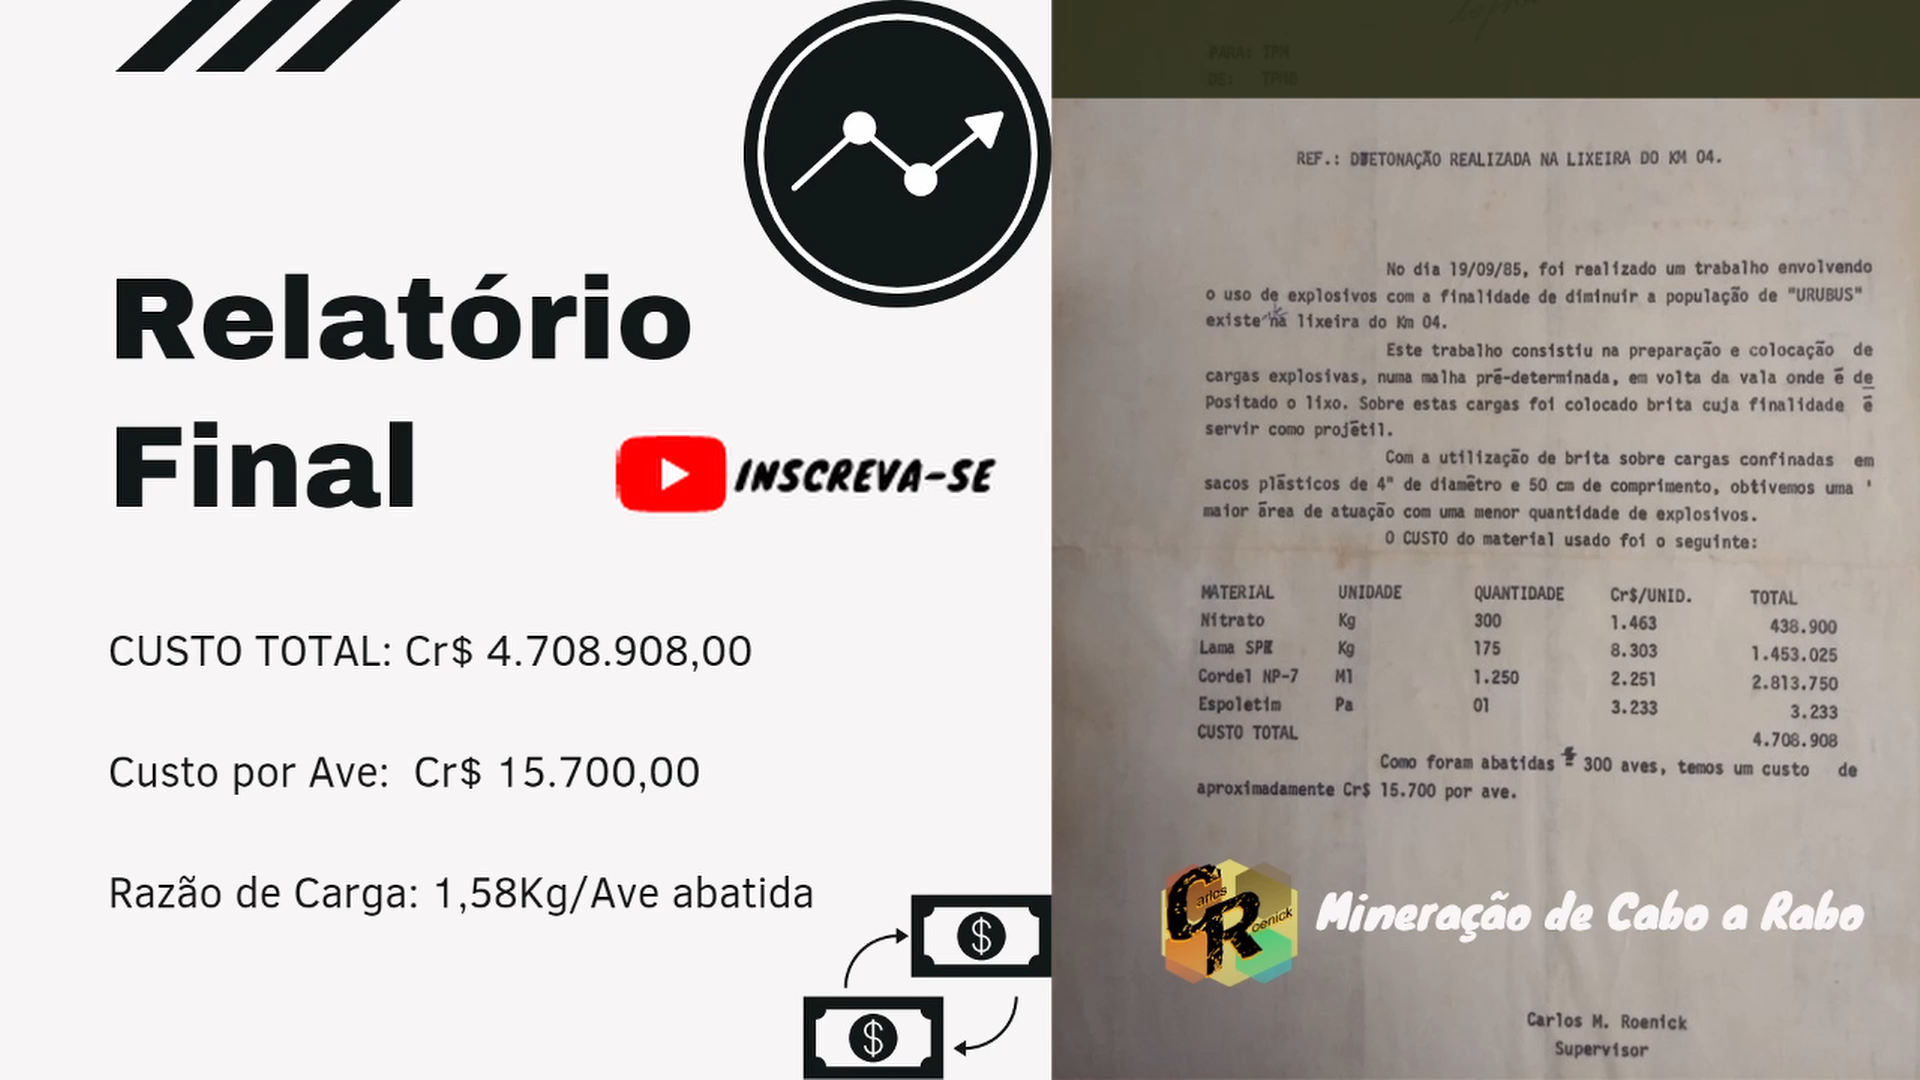 Relatório
Final
INSCREVA-SE
CUSTO TOTAL: Cr$ 4.708.908,00
Custo por Ave: Cr$ 15.700,00
Razão de Carga: 1,58Kg/Ave abatida
$
$
PARA: TPM
DE:
REF.: DETONAÇÃO REALIZADA NA LIXEIRA DO KM 04.
No dia 19/09/85, foi realizado um trabalho envolvendo
o uso de explosivos com a finalidade de diminuir a população de "URUBUS"
existe na lixeira do Km 04.
Este trabalho consistiu na preparação e colocação de
cargas explosivas, numa malha pré-determinada, em volta da vala onde é de
Positado o lixo. Sobre estas cargas foi colocado brita cuja finalidade é
servir como projétil.
Com a utilização de brita sobre cargas confinadas em
sacos plásticos de 4" de diamêtro e 50 cm de comprimento, obtivemos uma '
maior área de atuação com uma menor quantidade de explosivos.
O CUSTO do material usado foi o seguinte:
MATERIAL UNIDADE QUANTIDADE Cr$/UNID. TOTAL
Nitrato Kg 300 1.463 438.900
Lama Kg 175 8.303 1.453.025
Cordel NP-7 Ml 1.250 2.251 2.813.750
Espoletim Pa 01 3.233 3.233
CUSTO TOTAL 4.708.908
Como foram abatidas ± 300 aves, temos um custo de
aproximadamente Cr$ 15.700 por ave.
Carlos Roenick
Mineração de Cabo a Rabo
Carlos M. Roenick
Supervisor